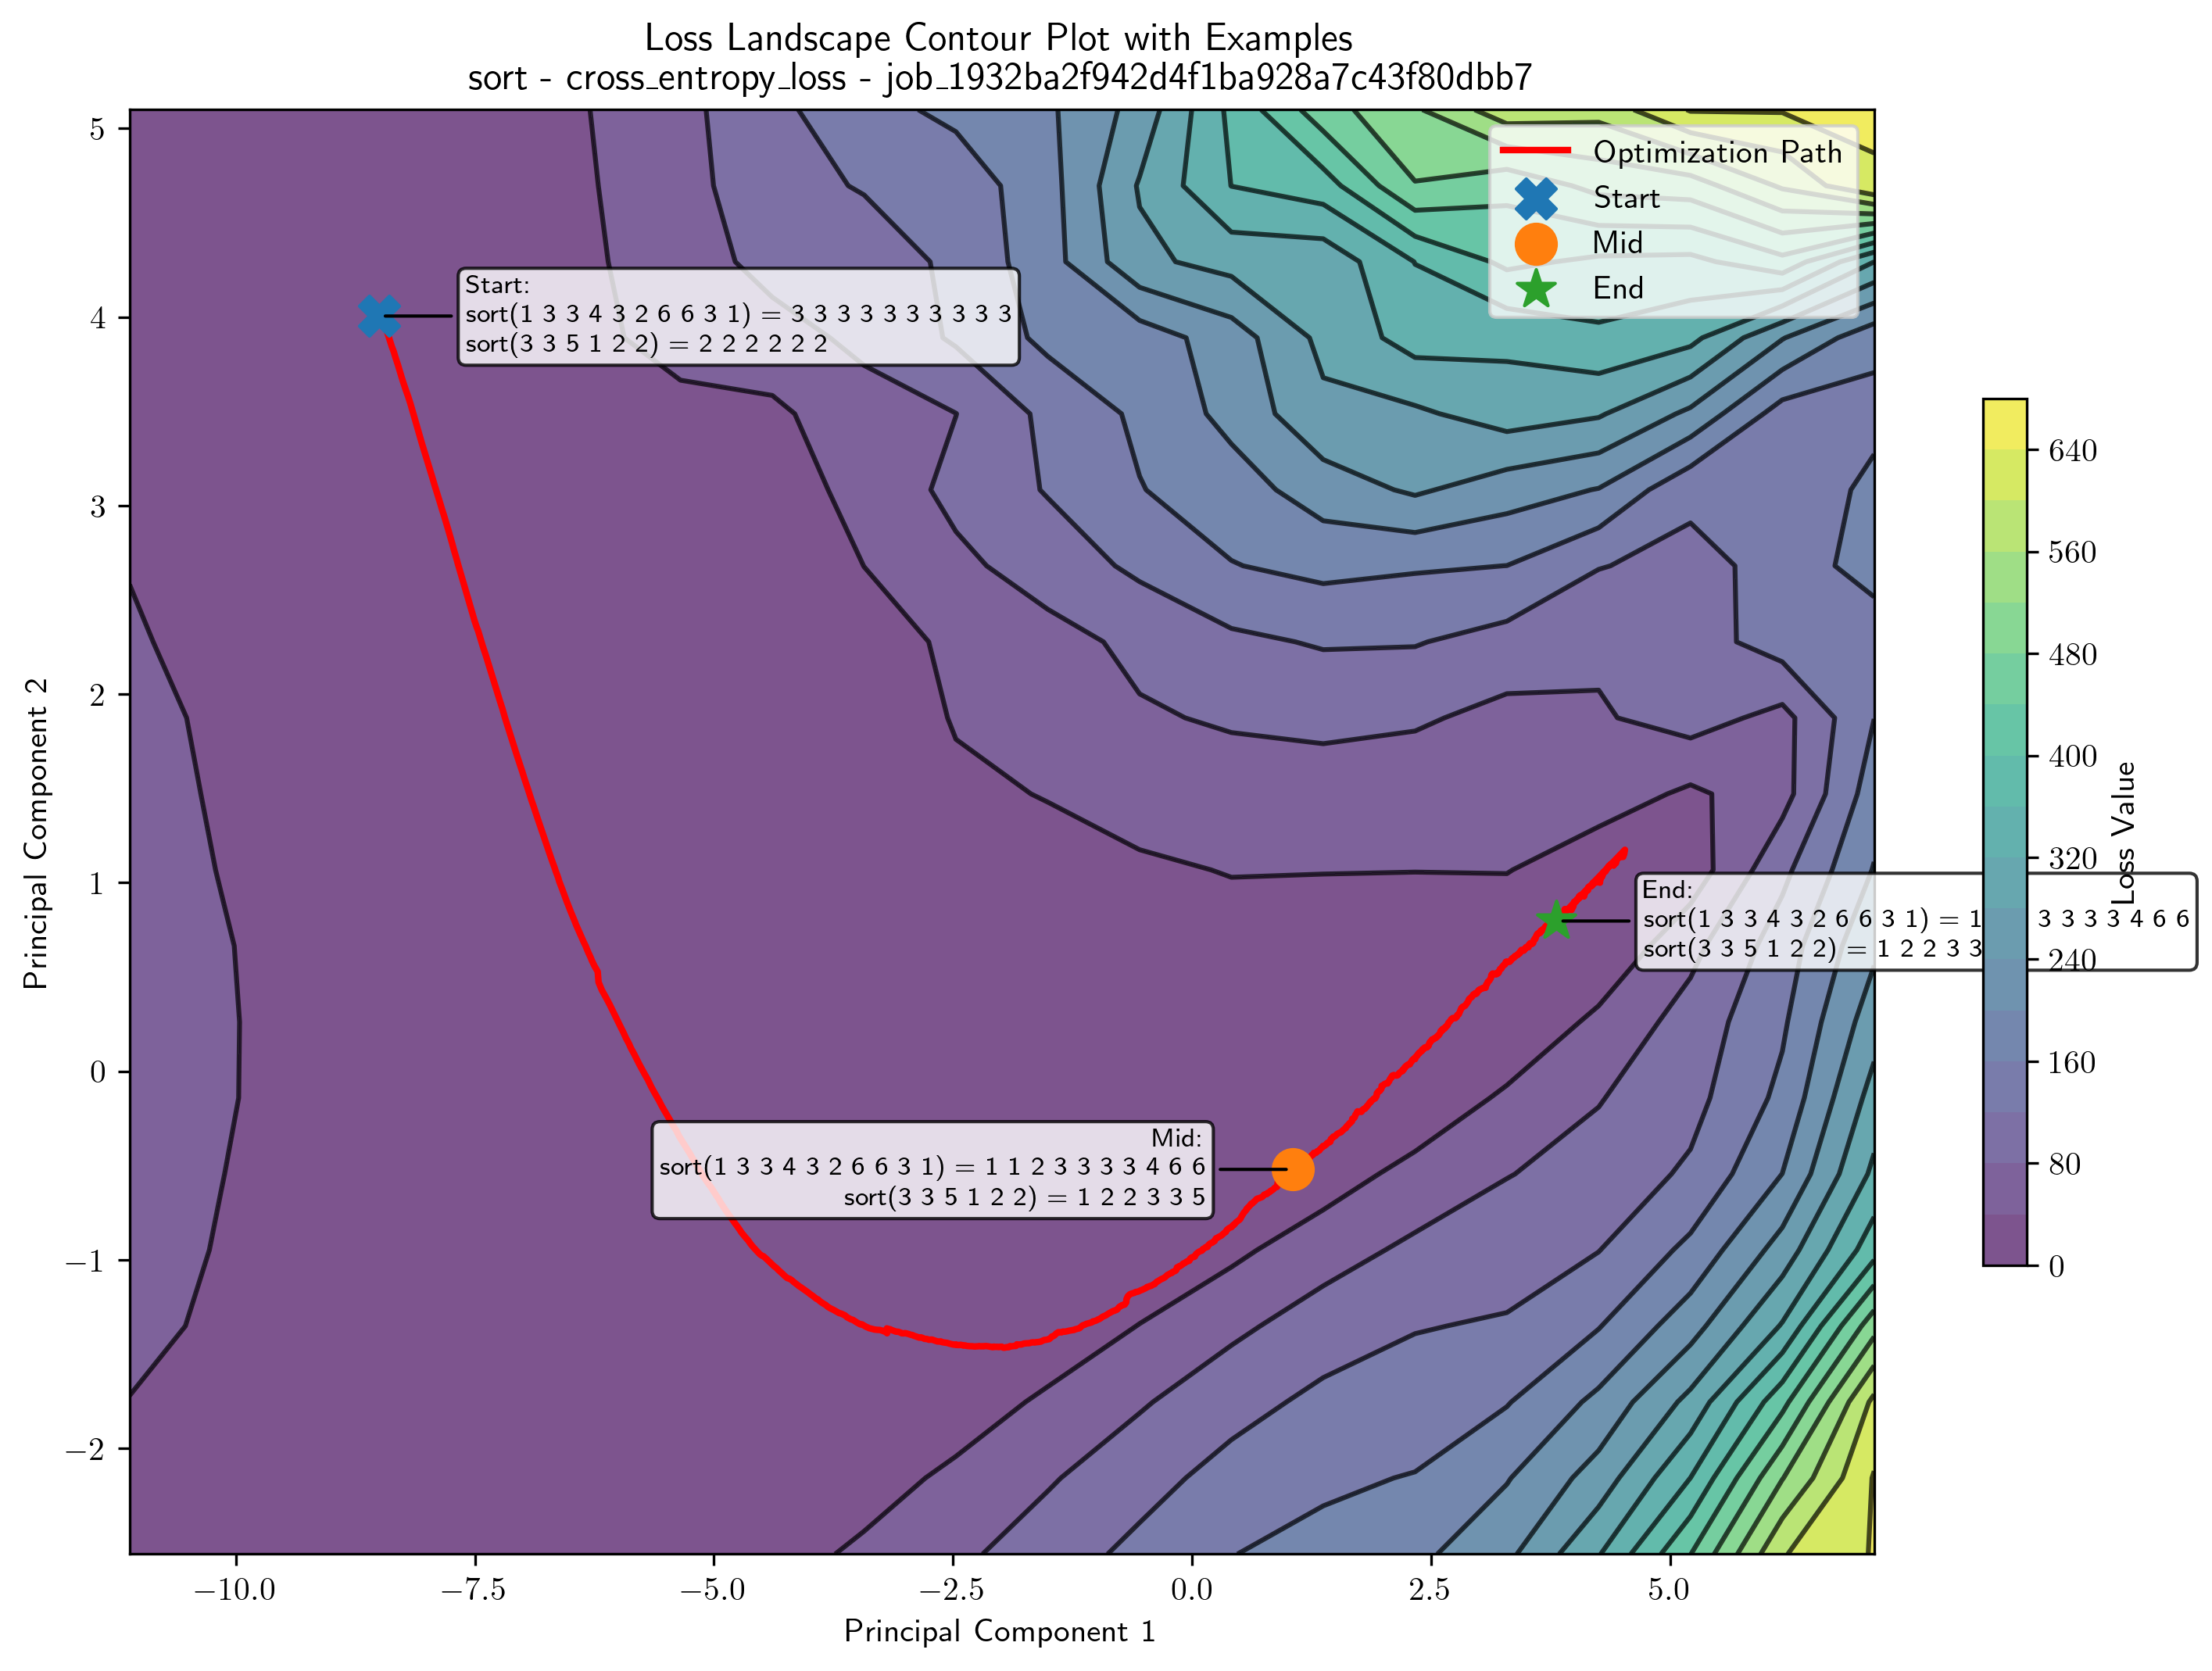 Loss Landscape Contour Plot with Examples
sort - cross_entropy_loss - job_1932ba2f942d4f1ba928a7c43f80dbb7
Optimization Path
Start
Mid
End
Start:
sort(1 3 3 4 3 2 6 6 3 1) = 3 3 3 3 3 3 3 3 3 3
sort(3 3 5 1 2 2) = 2 2 2 2 2 2
Mid:
sort(1 3 3 4 3 2 6 6 3 1) = 1 1 2 3 3 3 3 4 6 6
sort(3 3 5 1 2 2) = 1 2 2 3 3 5
End:
sort(1 3 3 4 3 2 6 6 3 1) = 1 3 3 3 3 4 6 6
sort(3 3 5 1 2 2) = 1 2 2 3 3
5
4
3
2
1
0
−1
−2
Principal Component 2
−10.0
−7.5
−5.0
−2.5
0.0
2.5
5.0
Principal Component 1
640
560
480
400
320
240
160
80
0
Loss Value